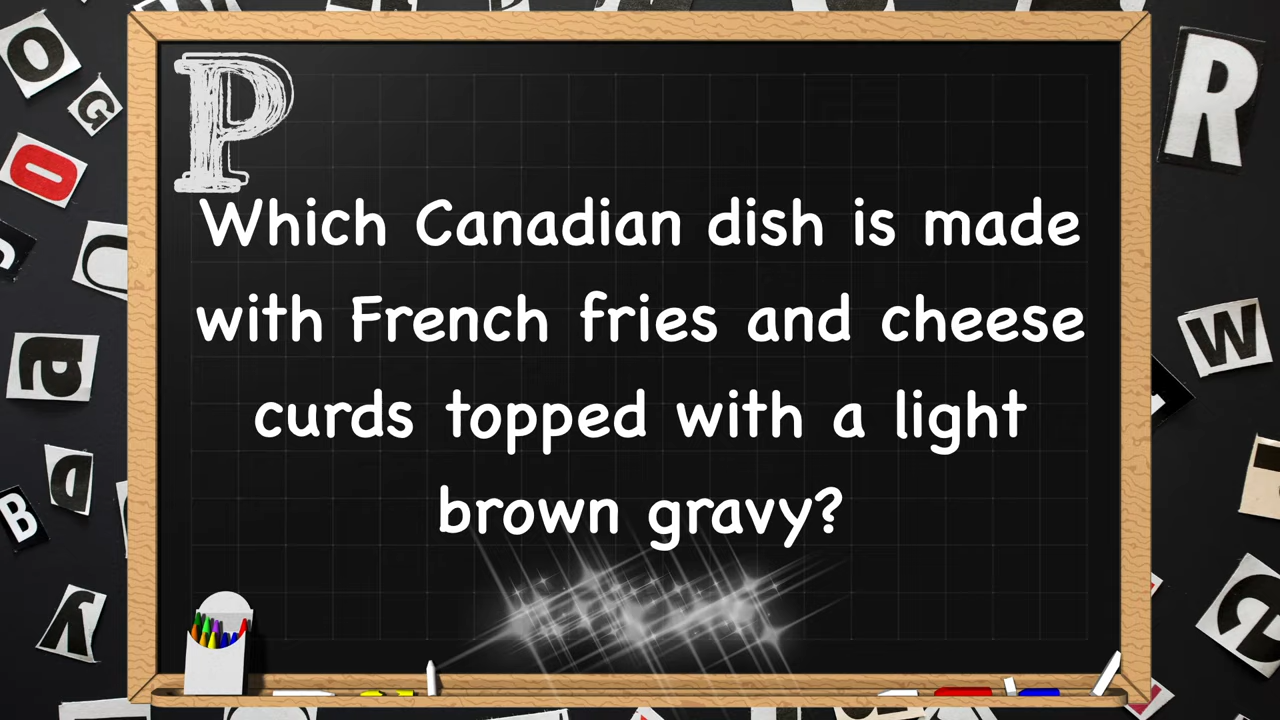 P
Which Canadian dish is made
with French fries and cheese
curds topped with a light
brown gravy?
O
G
O
a
D
B
y
R
W